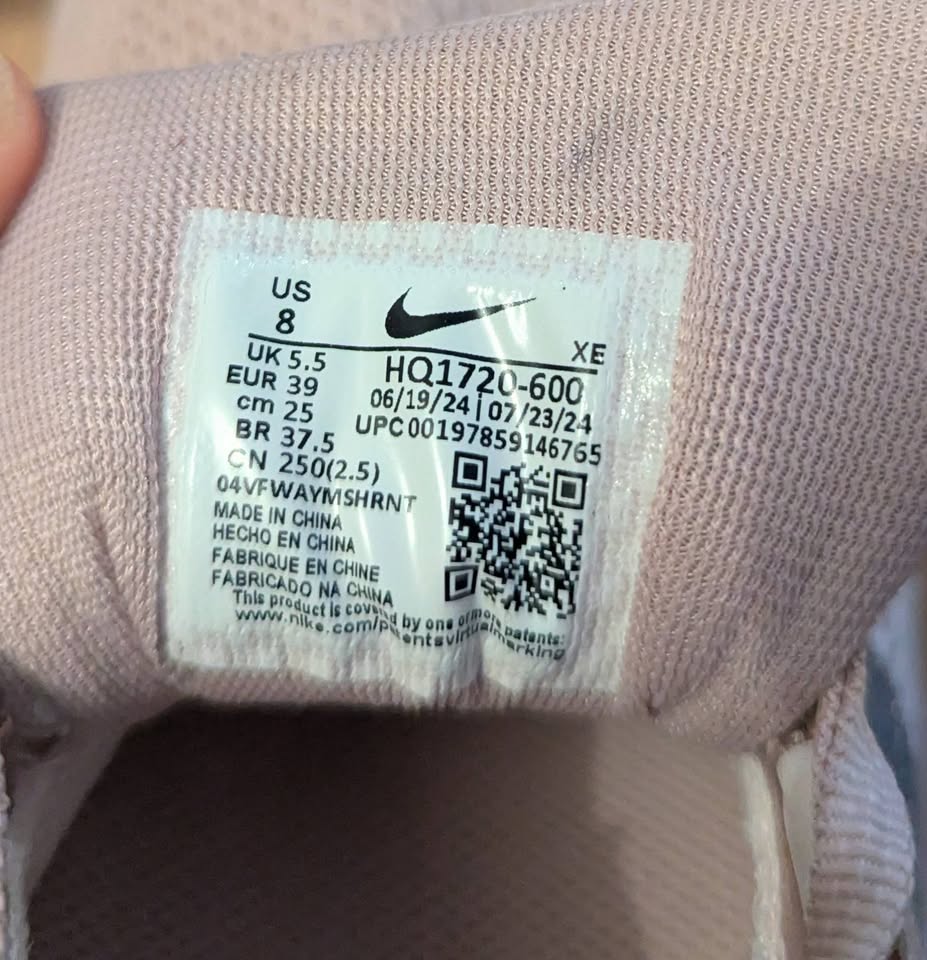 US
8
XE
UK 5.5
EUR 39
cm 25
BR 37.5
CN 250(2.5)
HQ1720-600
06/19/24 | 07/23/24
UPC00197859146765
04VFWAYMSHRNT
MADE IN CHINA
HECHO EN CHINA
FABRIQUE EN CHINE
FABRICADO NA CHINA
This product is covered by one or more patents:
www.nike.com/patentsvirtualmarking